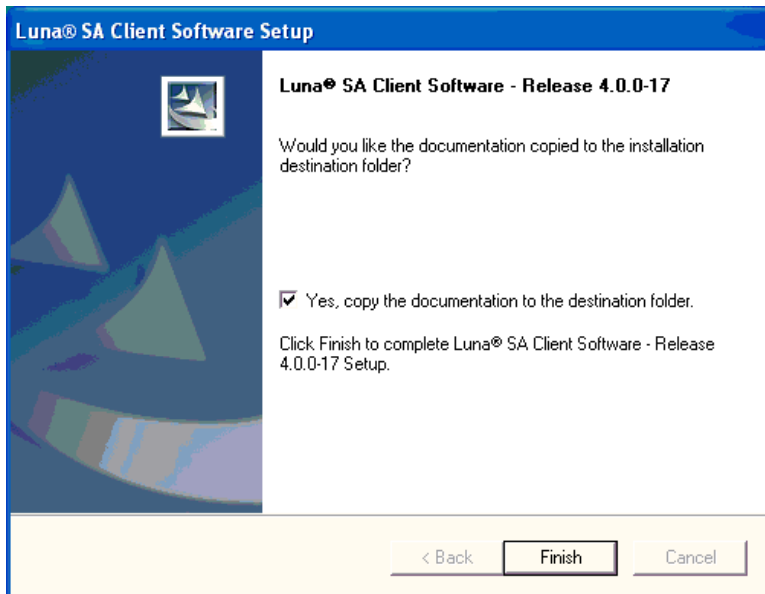 Luna® SA Client Software Setup
Luna® SA Client Software - Release 4.0.0-17
Would you like the documentation copied to the installation
destination folder?
Yes, copy the documentation to the destination folder.
Click Finish to complete Luna® SA Client Software - Release
4.0.0-17 Setup.
< Back Finish Cancel